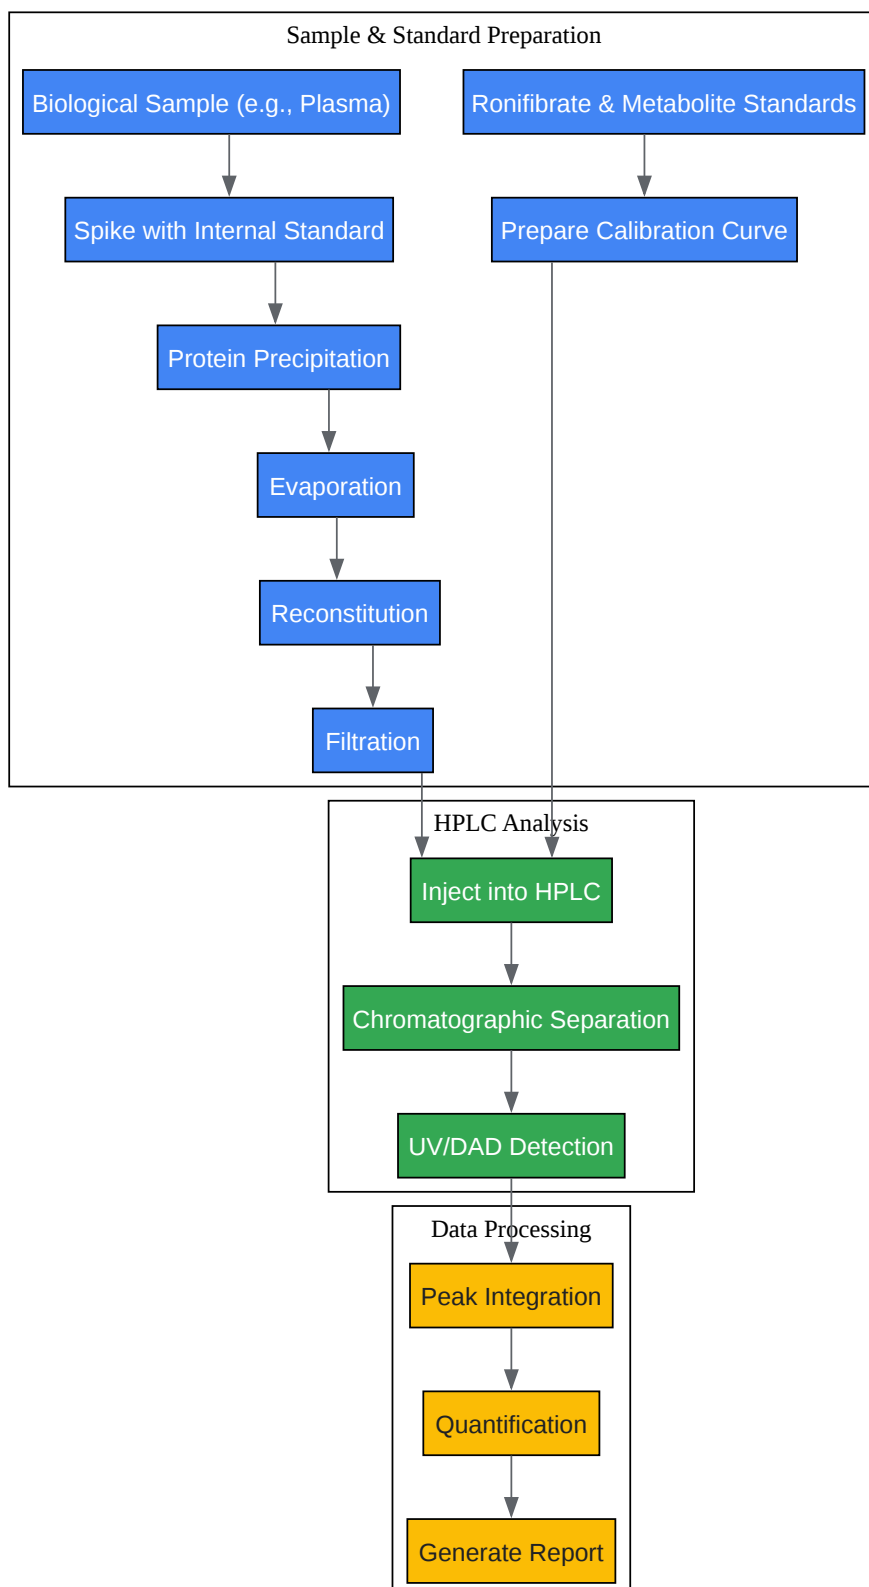 Sample & Standard Preparation
Biological Sample (e.g., Plasma)
Ronifibrate & Metabolite Standards
Spike with Internal Standard
Prepare Calibration Curve
Protein Precipitation
Evaporation
Reconstitution
Filtration
HPLC Analysis
Inject into HPLC
Chromatographic Separation
UV/DAD Detection
Data Processing
Peak Integration
Quantification
Generate Report